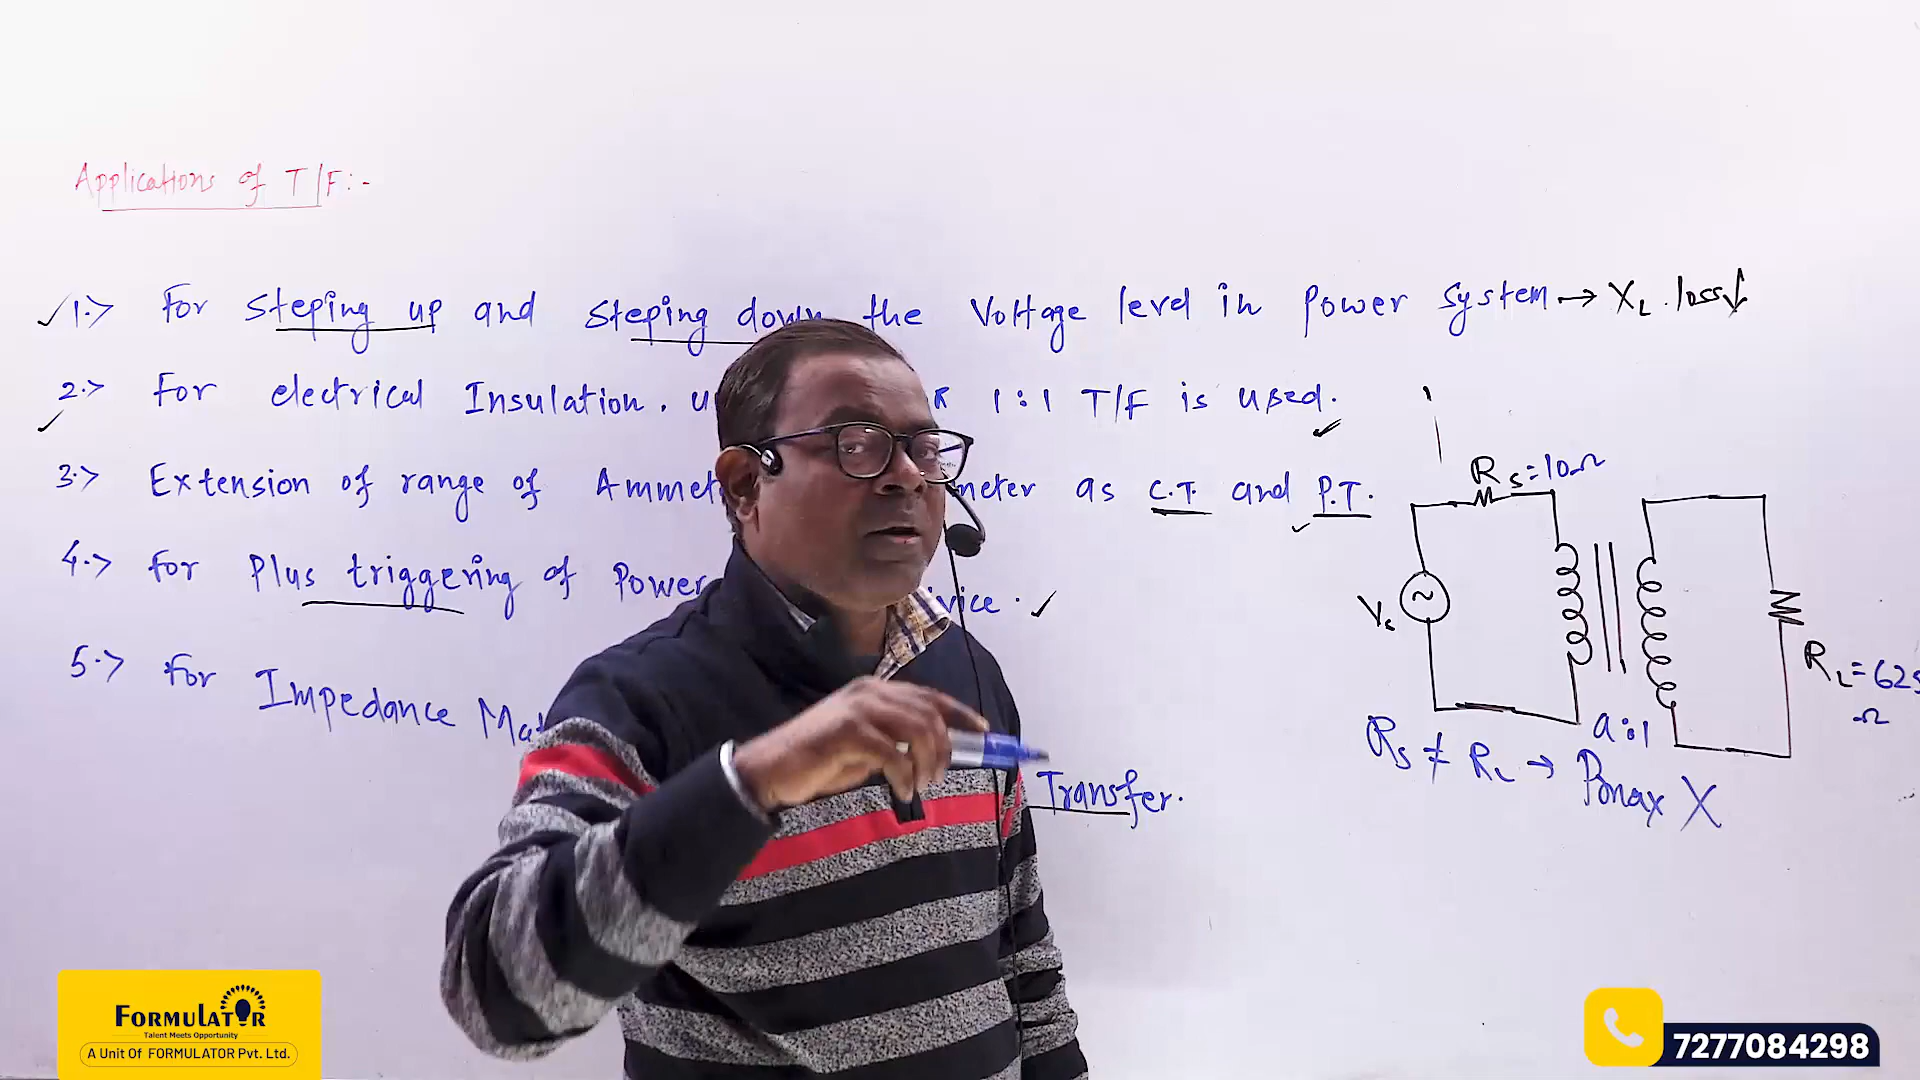 Applications of T/F:-
1.> For Steping up and Steping down the Voltage level in Power System → XL loss↓
2.> For electrical Insulation. 1:1 T/F is used.
3.> Extension of range of as C.T. and P.T.
4.> For Plus triggering of Power
5.> For Impedance
Transfer.
Rs=10Ω
Vs
RL=625
Ω
a:1
Rs ≠ RL → Pmax X
FORMULATOR
Talent Meets Opportunity
A Unit Of FORMULATOR Pvt. Ltd.
7277084298